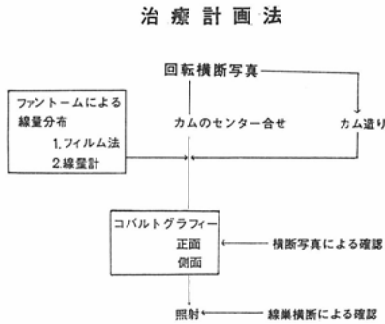 治療計画法
回転横断写真
ファントームによる
線量分布
1.フィルム法
2.線量計
カムのセンター合せ
カム造り
コバルトグラフィー
正面
側面
横断写真による確認
照射
線巣横断による確認